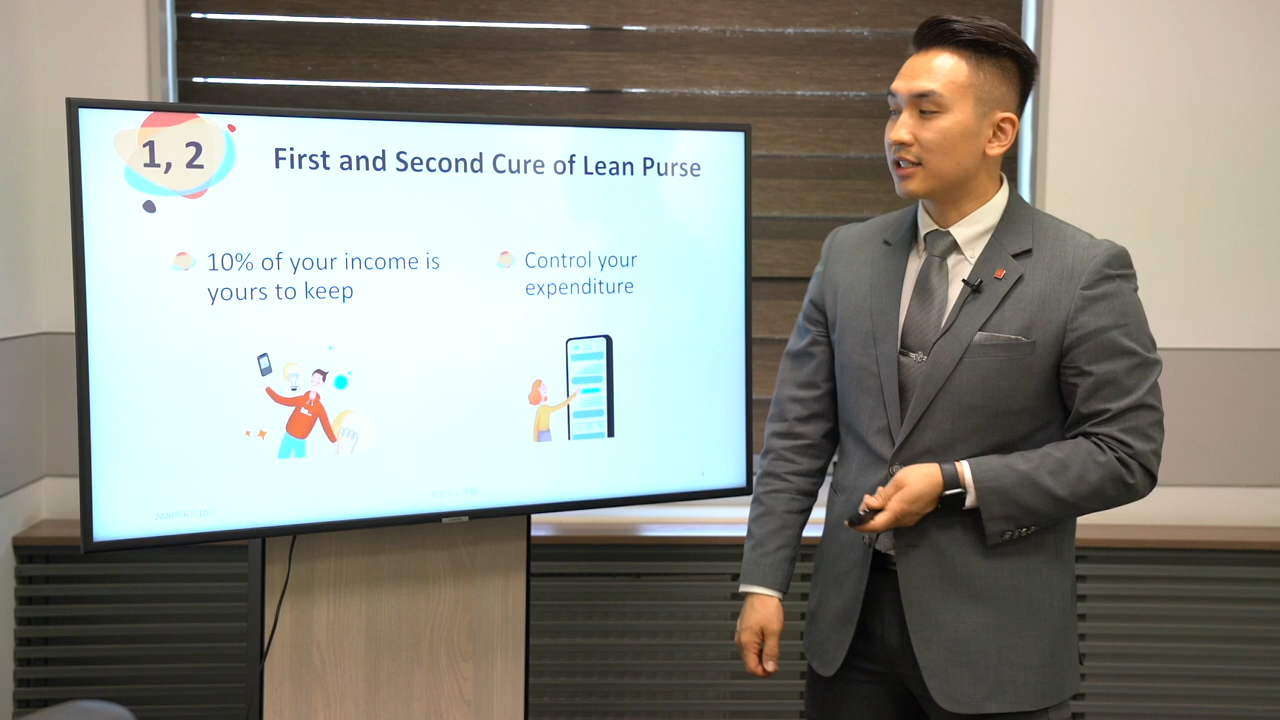 1, 2
First and Second Cure of Lean Purse
10% of your income is
yours to keep
Control your
expenditure